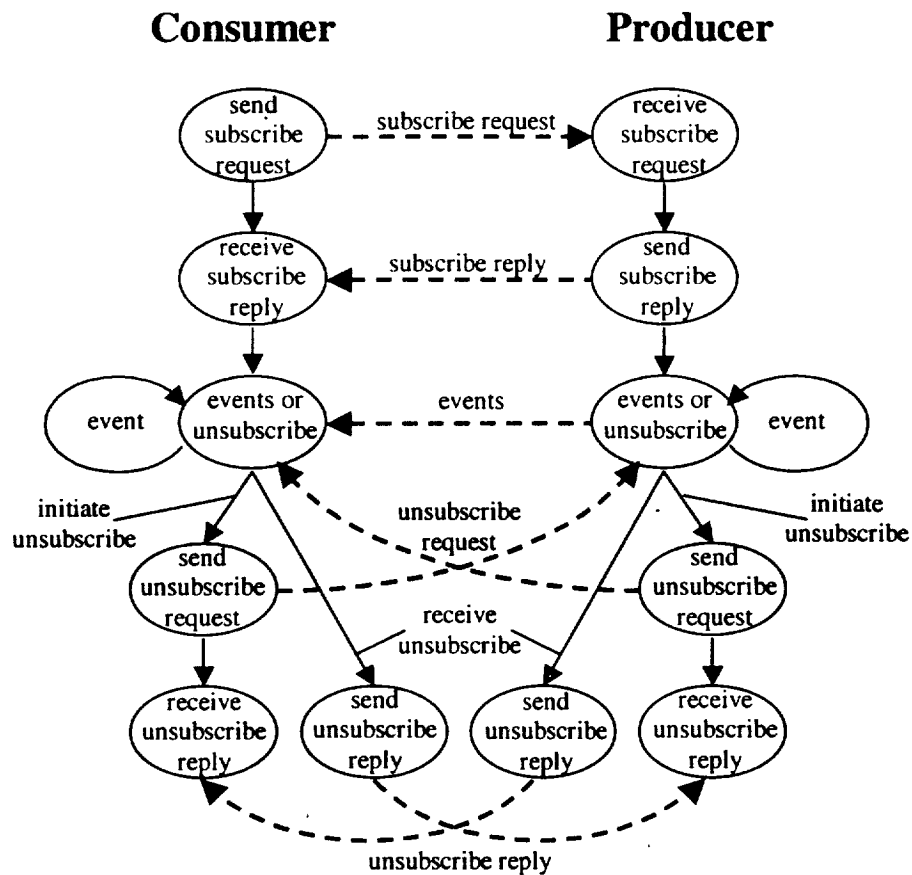 Consumer
Producer
send
subscribe
request
subscribe request
receive
subscribe
request
receive
subscribe
reply
subscribe reply
send
subscribe
reply
event
events or
unsubscribe
events
events or
unsubscribe
event
initiate
unsubscribe
unsubscribe
request
initiate
unsubscribe
send
unsubscribe
request
send
unsubscribe
request
receive
unsubscribe
receive
unsubscribe
reply
send
unsubscribe
reply
send
unsubscribe
reply
receive
unsubscribe
reply
unsubscribe reply